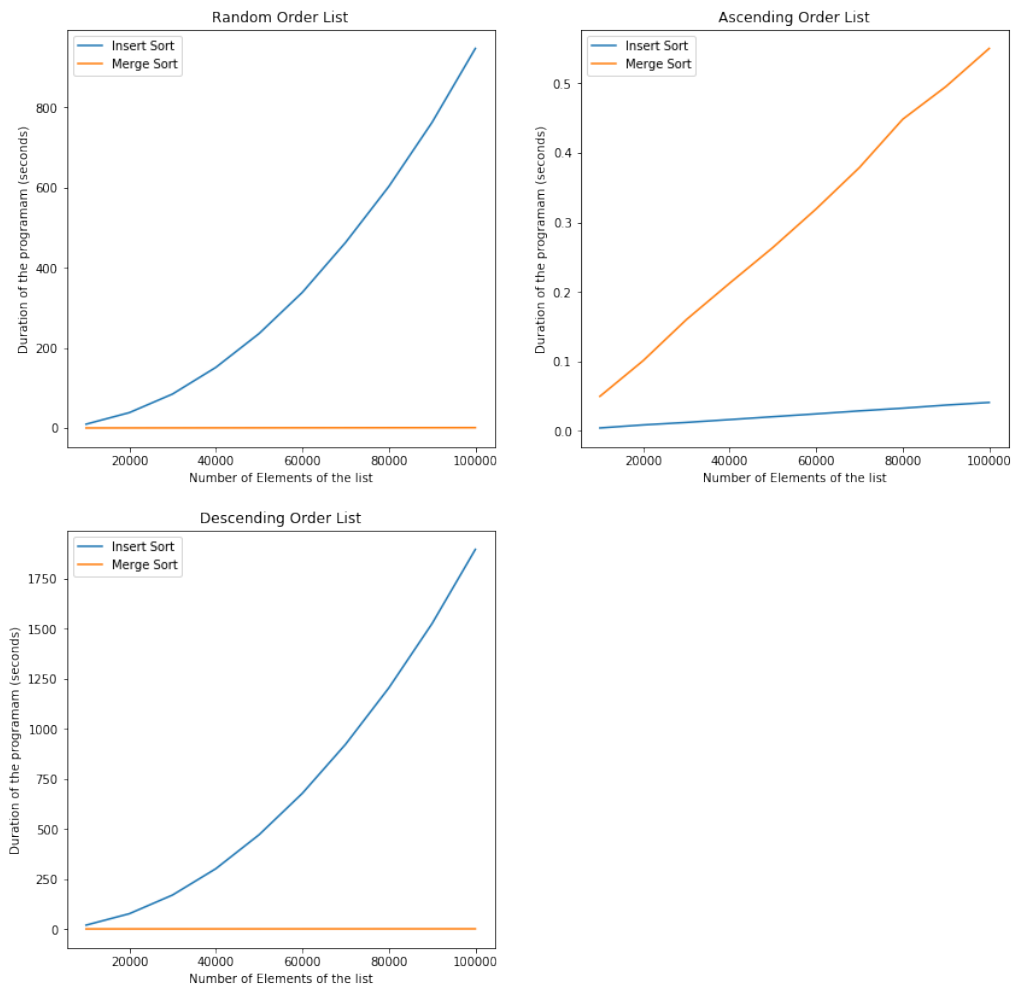 Random Order List
Insert Sort
Merge Sort
800
600
400
200
0
Duration of the programam (seconds)
20000 40000 60000 80000 100000
Number of Elements of the list
Ascending Order List
Insert Sort
Merge Sort
0.5
0.4
0.3
0.2
0.1
0.0
Duration of the programam (seconds)
20000 40000 60000 80000 100000
Number of Elements of the list
Descending Order List
Insert Sort
Merge Sort
1750
1500
1250
1000
750
500
250
0
Duration of the programam (seconds)
20000 40000 60000 80000 100000
Number of Elements of the list